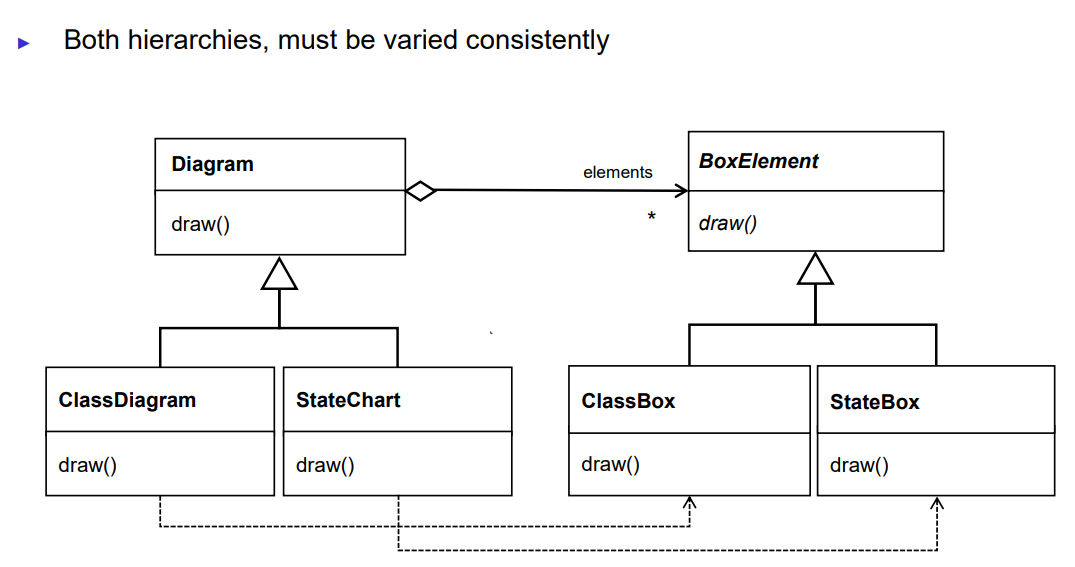 Both hierarchies, must be varied consistently
Diagram
draw()
elements
*
BoxElement
draw()
ClassDiagram
draw()
StateChart
draw()
ClassBox
draw()
StateBox
draw()